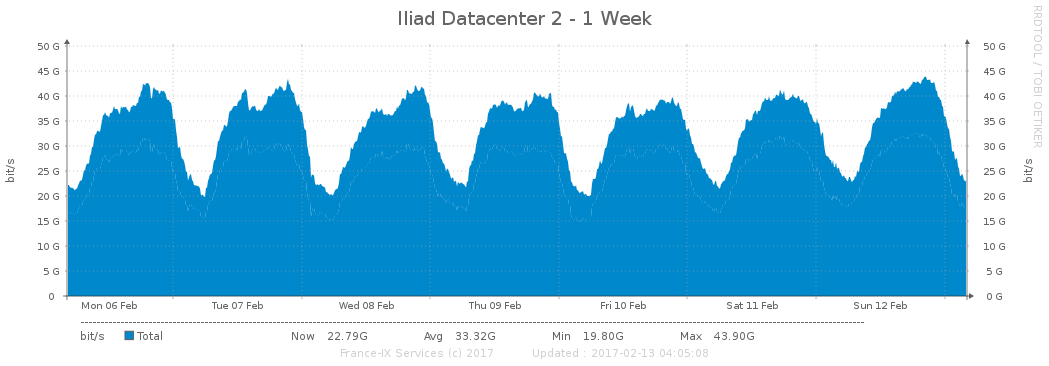 Iliad Datacenter 2 - 1 Week
RRDTOOL / TOBI OETIKER
50 G 50 G
45 G 45 G
40 G 40 G
35 G 35 G
30 G 30 G
25 G 25 G
20 G 20 G
15 G 15 G
10 G 10 G
5 G 5 G
0 0 G
bit/s bit/s
Mon 06 Feb Tue 07 Feb Wed 08 Feb Thu 09 Feb Fri 10 Feb Sat 11 Feb Sun 12 Feb
bit/s Total Now 22.79G Avg 33.32G Min 19.80G Max 43.90G
France-IX Services (c) 2017 Updated : 2017-02-13 04:05:08